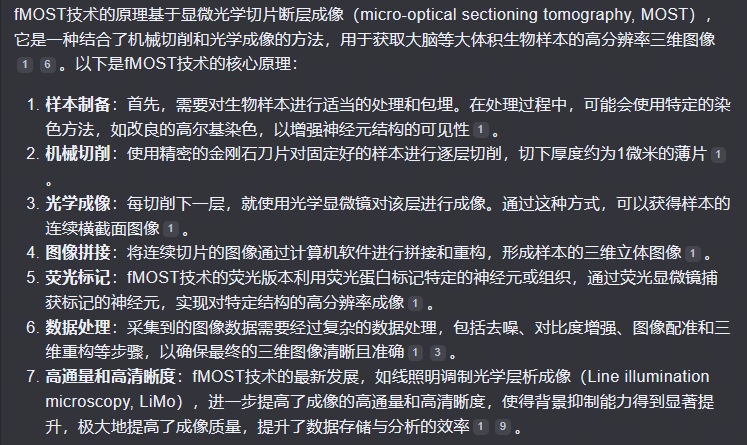 fMOST技术的原理基于显微光学切片断层成像（micro-optical sectioning tomography, MOST），
它是一种结合了机械切削和光学成像的方法，用于获取大脑等大体积生物样本的高分辨率三维图像
1 6 。以下是fMOST技术的核心原理：
1. 样本制备：首先，需要对生物样本进行适当的处理和包埋。在处理过程中，可能会使用特定的染
色方法，如改良的高尔基染色，以增强神经元结构的可见性 1 。
2. 机械切削：使用精密的金刚石刀片对固定好的样本进行逐层切削，切下厚度约为1微米的薄片 1
。
3. 光学成像：每切削下一层，就使用光学显微镜对该层进行成像。通过这种方式，可以获得样本的
连续横截面图像 1 。
4. 图像拼接：将连续切片的图像通过计算机软件进行拼接和重构，形成样本的三维立体图像 1 。
5. 荧光标记：fMOST技术的荧光版本利用荧光蛋白标记特定的神经元或组织，通过荧光显微镜捕
获标记的神经元，实现对特定结构的高分辨率成像 1 。
6. 数据处理：采集到的图像数据需要经过复杂的数据处理，包括去噪、对比度增强、图像配准和三
维重构等步骤，以确保最终的三维图像清晰且准确 1 3 。
7. 高通量和高清晰度：fMOST技术的最新发展，如线照明调制光学层析成像（Line illumination
microscopy, LiMo），进一步提高了成像的高通量和高清晰度，使得背景抑制能力得到显著提
升，极大地提高了成像质量，提升了数据存储与分析的效率 1 9 。